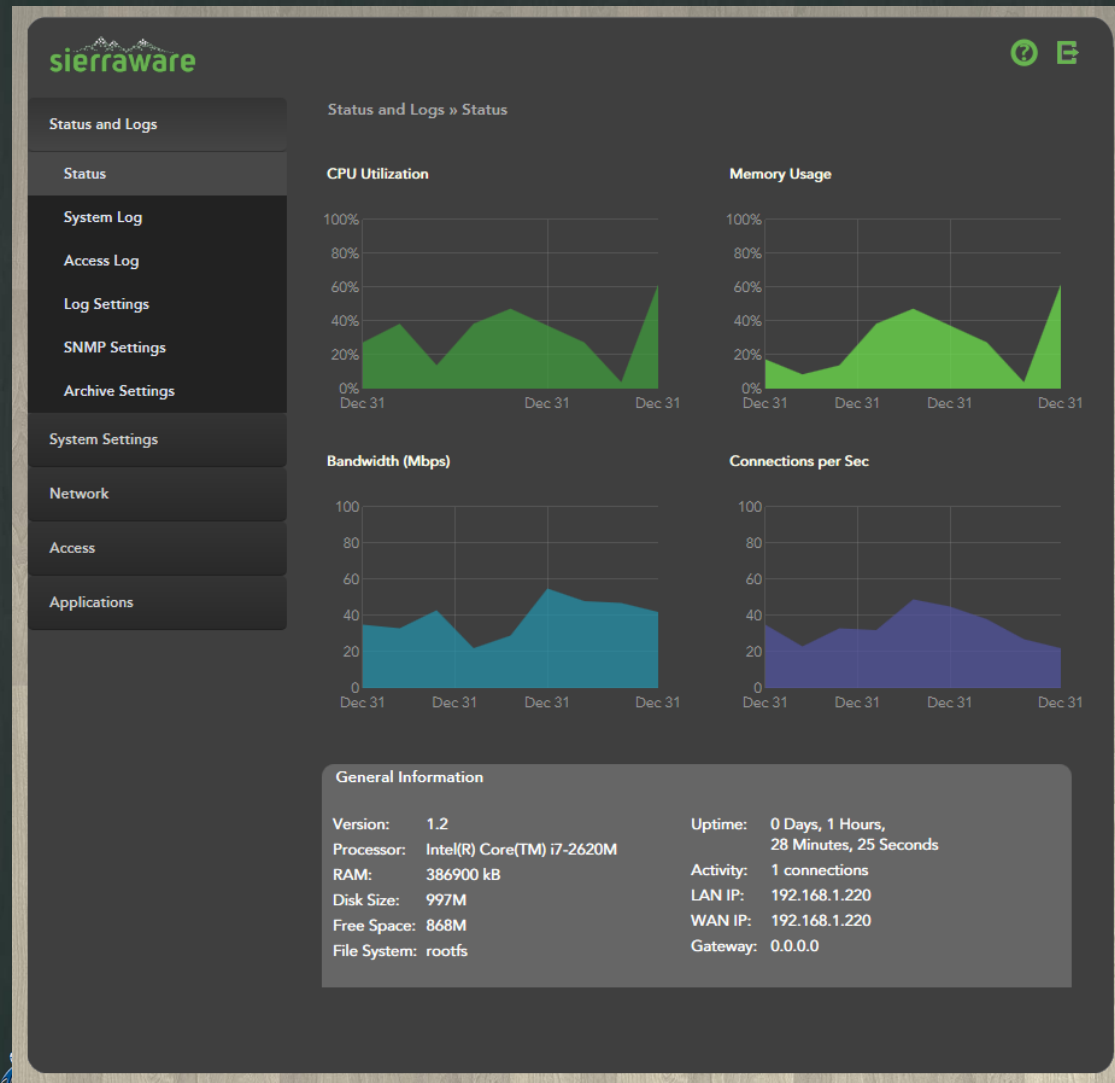 sierraware
Status and Logs
Status
System Log
Access Log
Log Settings
SNMP Settings
Archive Settings
System Settings
Network
Access
Applications
Status and Logs » Status
CPU Utilization
100%
80%
60%
40%
20%
0%
Dec 31 Dec 31 Dec 31
Memory Usage
100%
80%
60%
40%
20%
0%
Dec 31 Dec 31 Dec 31 Dec 31
Bandwidth (Mbps)
100
80
60
40
20
0
Dec 31 Dec 31 Dec 31 Dec 31
Connections per Sec
100
80
60
40
20
0
Dec 31 Dec 31 Dec 31 Dec 31
General Information
Version: 1.2
Processor: Intel(R) Core(TM) i7-2620M
RAM: 386900 kB
Disk Size: 997M
Free Space: 868M
File System: rootfs
Uptime: 0 Days, 1 Hours,
28 Minutes, 25 Seconds
Activity: 1 connections
LAN IP: 192.168.1.220
WAN IP: 192.168.1.220
Gateway: 0.0.0.0